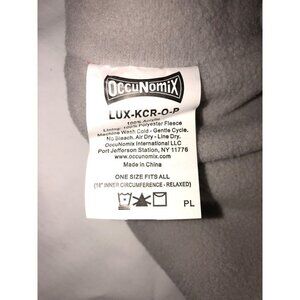 OccuNomiX
LUX-KCR-O-P
100% Acrylic
Lining: 100% Polyester Fleece
Machine Wash Cold - Gentle Cycle.
No Bleach. Air Dry - Line Dry.
OccuNomix International LLC
Port Jefferson Station, NY 11776
www.occunomix.com
Made in China
ONE SIZE FITS ALL
(18" INNER CIRCUMFERENCE - RELAXED)
PL